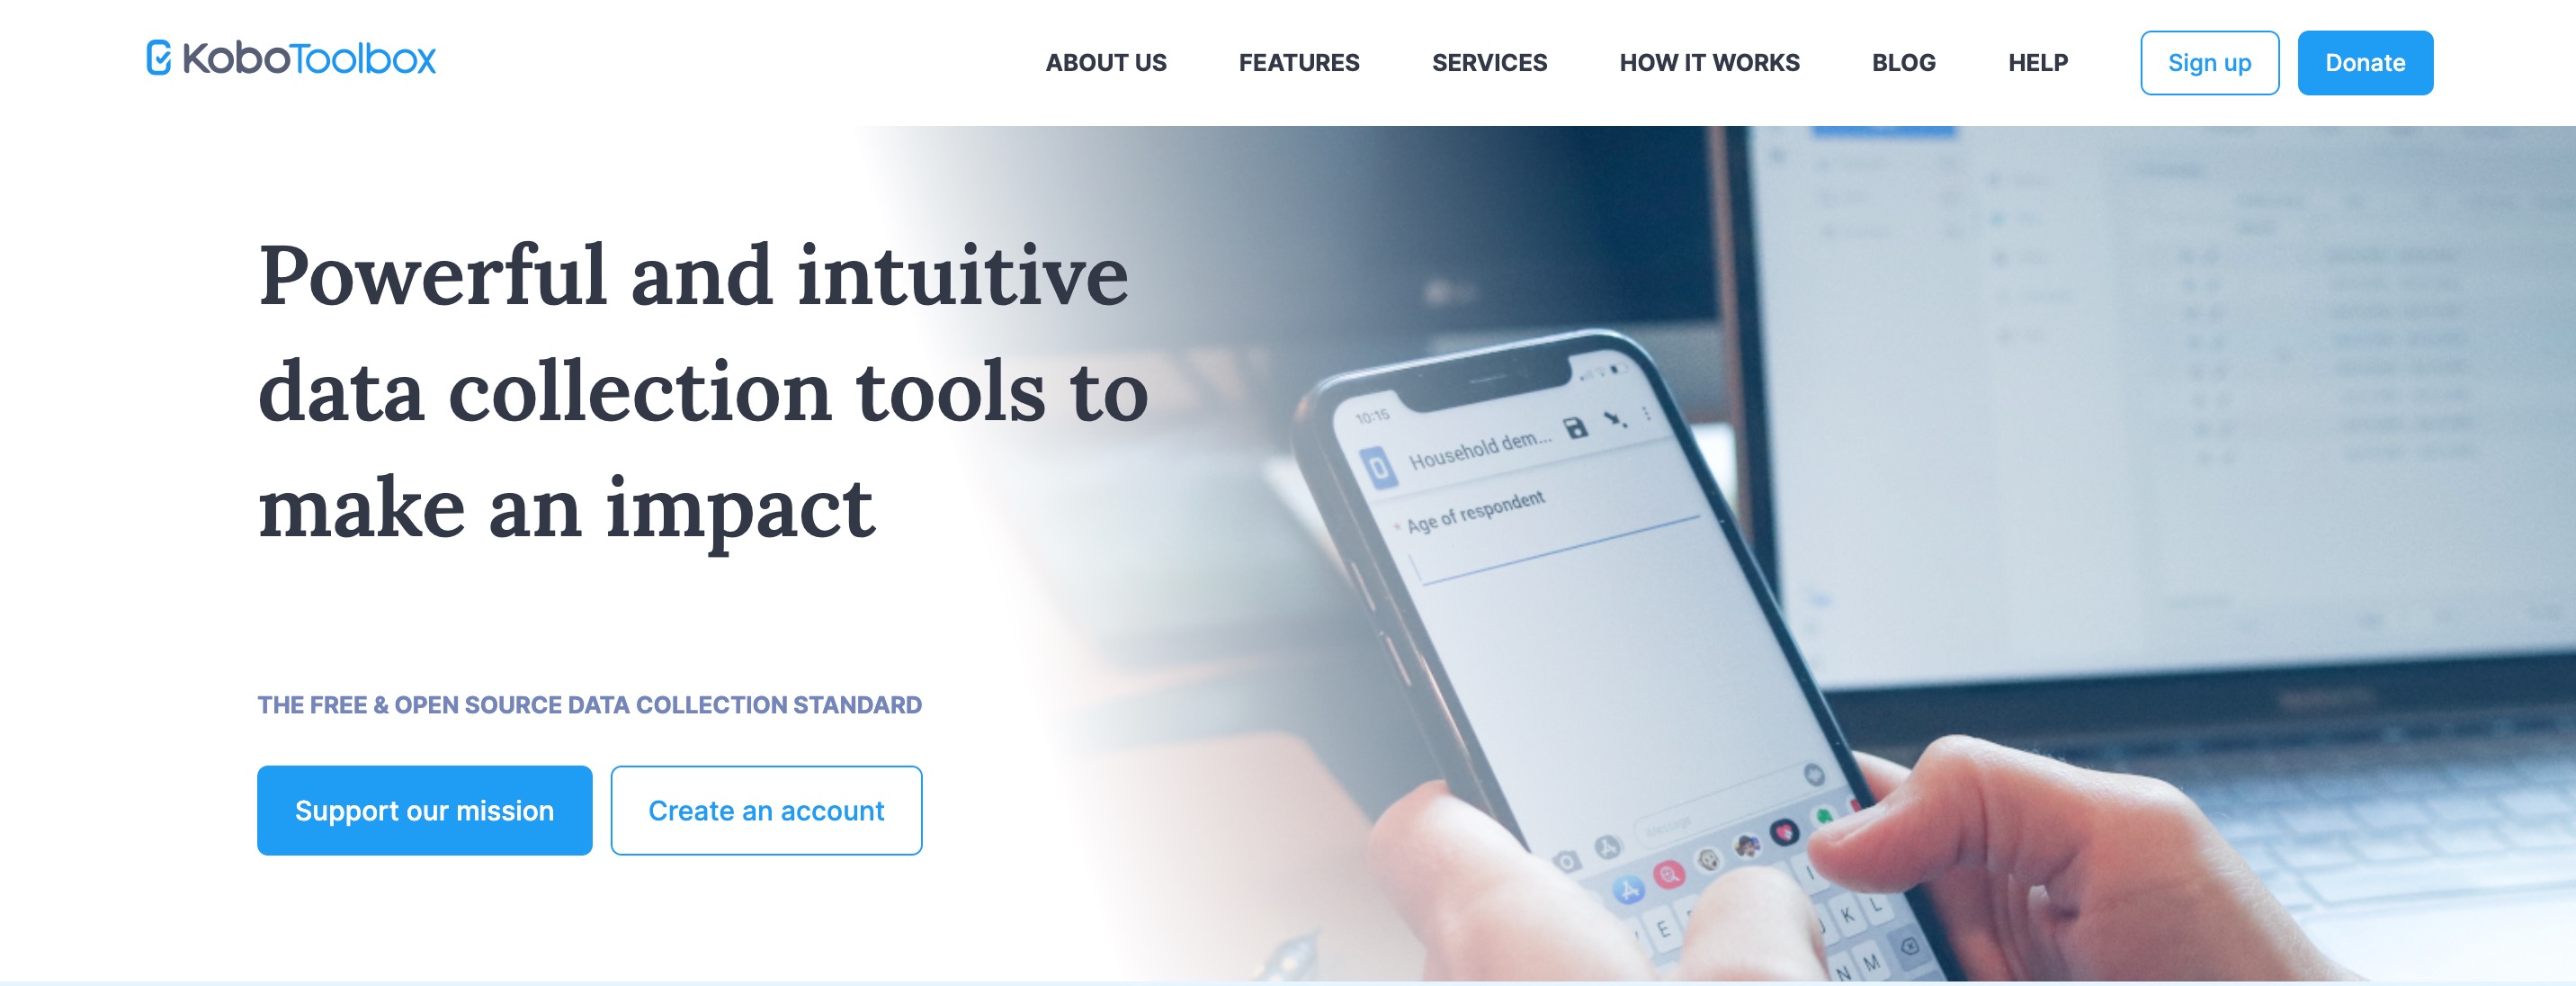 KoboToolbox
ABOUT US
FEATURES
SERVICES
HOW IT WORKS
BLOG
HELP
Sign up
Donate
Powerful and intuitive
data collection tools to
make an impact
THE FREE & OPEN SOURCE DATA COLLECTION STANDARD
Support our mission
Create an account
10:15
Household dem...
* Age of respondent
iMessage
E
I
J K L
N M